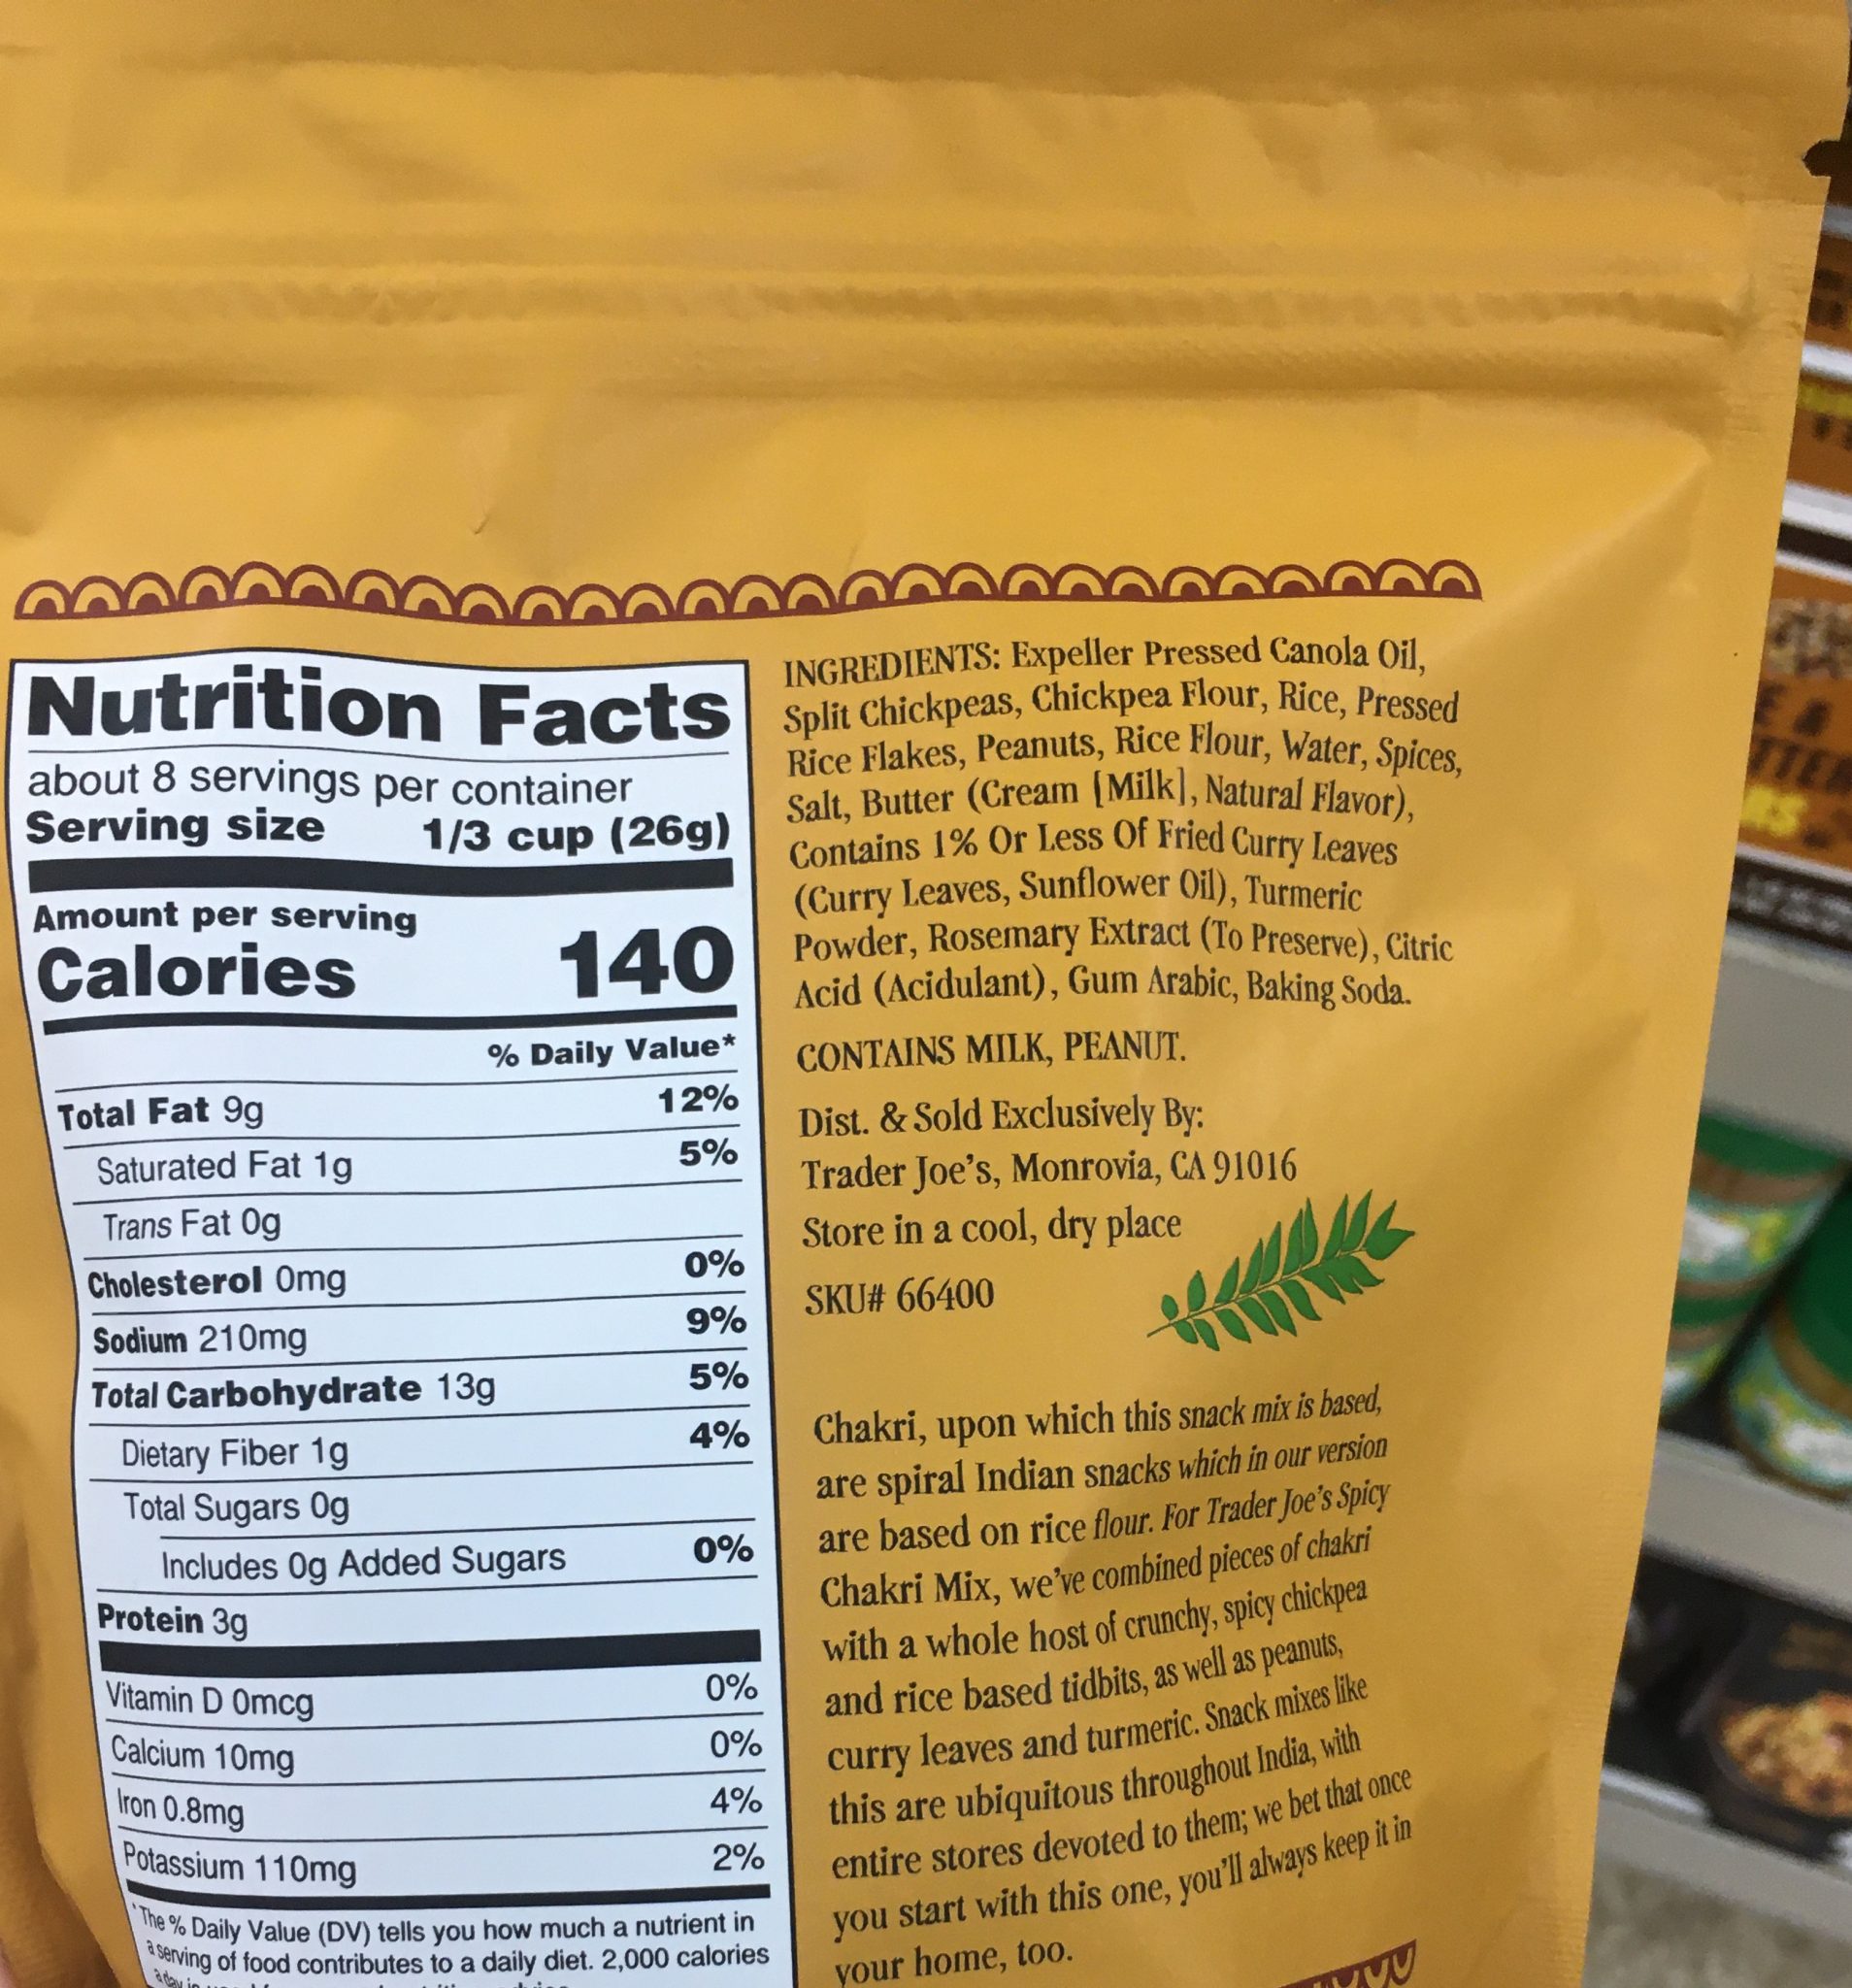 Nutrition Facts
about 8 servings per container
Serving size 1/3 cup (26g)
Amount per serving
Calories 140
% Daily Value*
Total Fat 9g 12%
Saturated Fat 1g 5%
Trans Fat 0g
Cholesterol 0mg 0%
Sodium 210mg 9%
Total Carbohydrate 13g 5%
Dietary Fiber 1g 4%
Total Sugars 0g
Includes 0g Added Sugars 0%
Protein 3g
Vitamin D 0mcg 0%
Calcium 10mg 0%
Iron 0.8mg 4%
Potassium 110mg 2%
*The % Daily Value (DV) tells you how much a nutrient in
a serving of food contributes to a daily diet. 2,000 calories
a day
INGREDIENTS: Expeller Pressed Canola Oil,
Split Chickpeas, Chickpea Flour, Rice, Pressed
Rice Flakes, Peanuts, Rice Flour, Water, Spices,
Salt, Butter (Cream [Milk], Natural Flavor),
Contains 1% Or Less Of Fried Curry Leaves
(Curry Leaves, Sunflower Oil), Turmeric
Powder, Rosemary Extract (To Preserve), Citric
Acid (Acidulant), Gum Arabic, Baking Soda.
CONTAINS MILK, PEANUT.
Dist. & Sold Exclusively By:
Trader Joe's, Monrovia, CA 91016
Store in a cool, dry place
SKU# 66400
Chakri, upon which this snack mix is based,
are spiral Indian snacks which in our version
are based on rice flour. For Trader Joe's Spicy
Chakri Mix, we've combined pieces of chakri
with a whole host of crunchy, spicy chickpea
and rice based tidbits, as well as peanuts,
curry leaves and turmeric. Snack mixes like
this are ubiquitous throughout India, with
entire stores devoted to them; we bet that once
you start with this one, you'll always keep it in
your home, too.